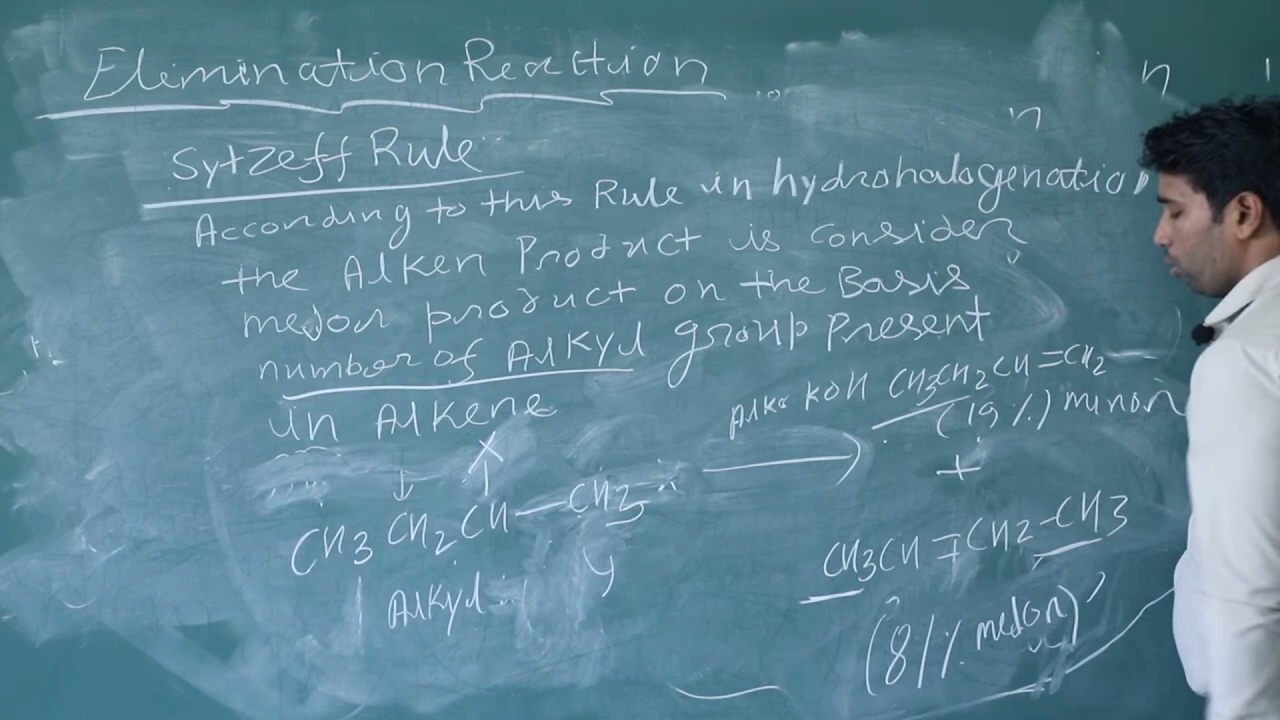 Elimination Reaction
Sytzeff Rule
According to this Rule in hydrohalogenation
the Alken Product is consider
mejor product on the Basis
number of Alkyl group Present
in Alkene
Alko KOH CH3CH2CH=CH2
(19%) minor
+
X
CH3CH2CH—CH3
CH3CH=CH2-CH3
Alkyl
(81% mejor)